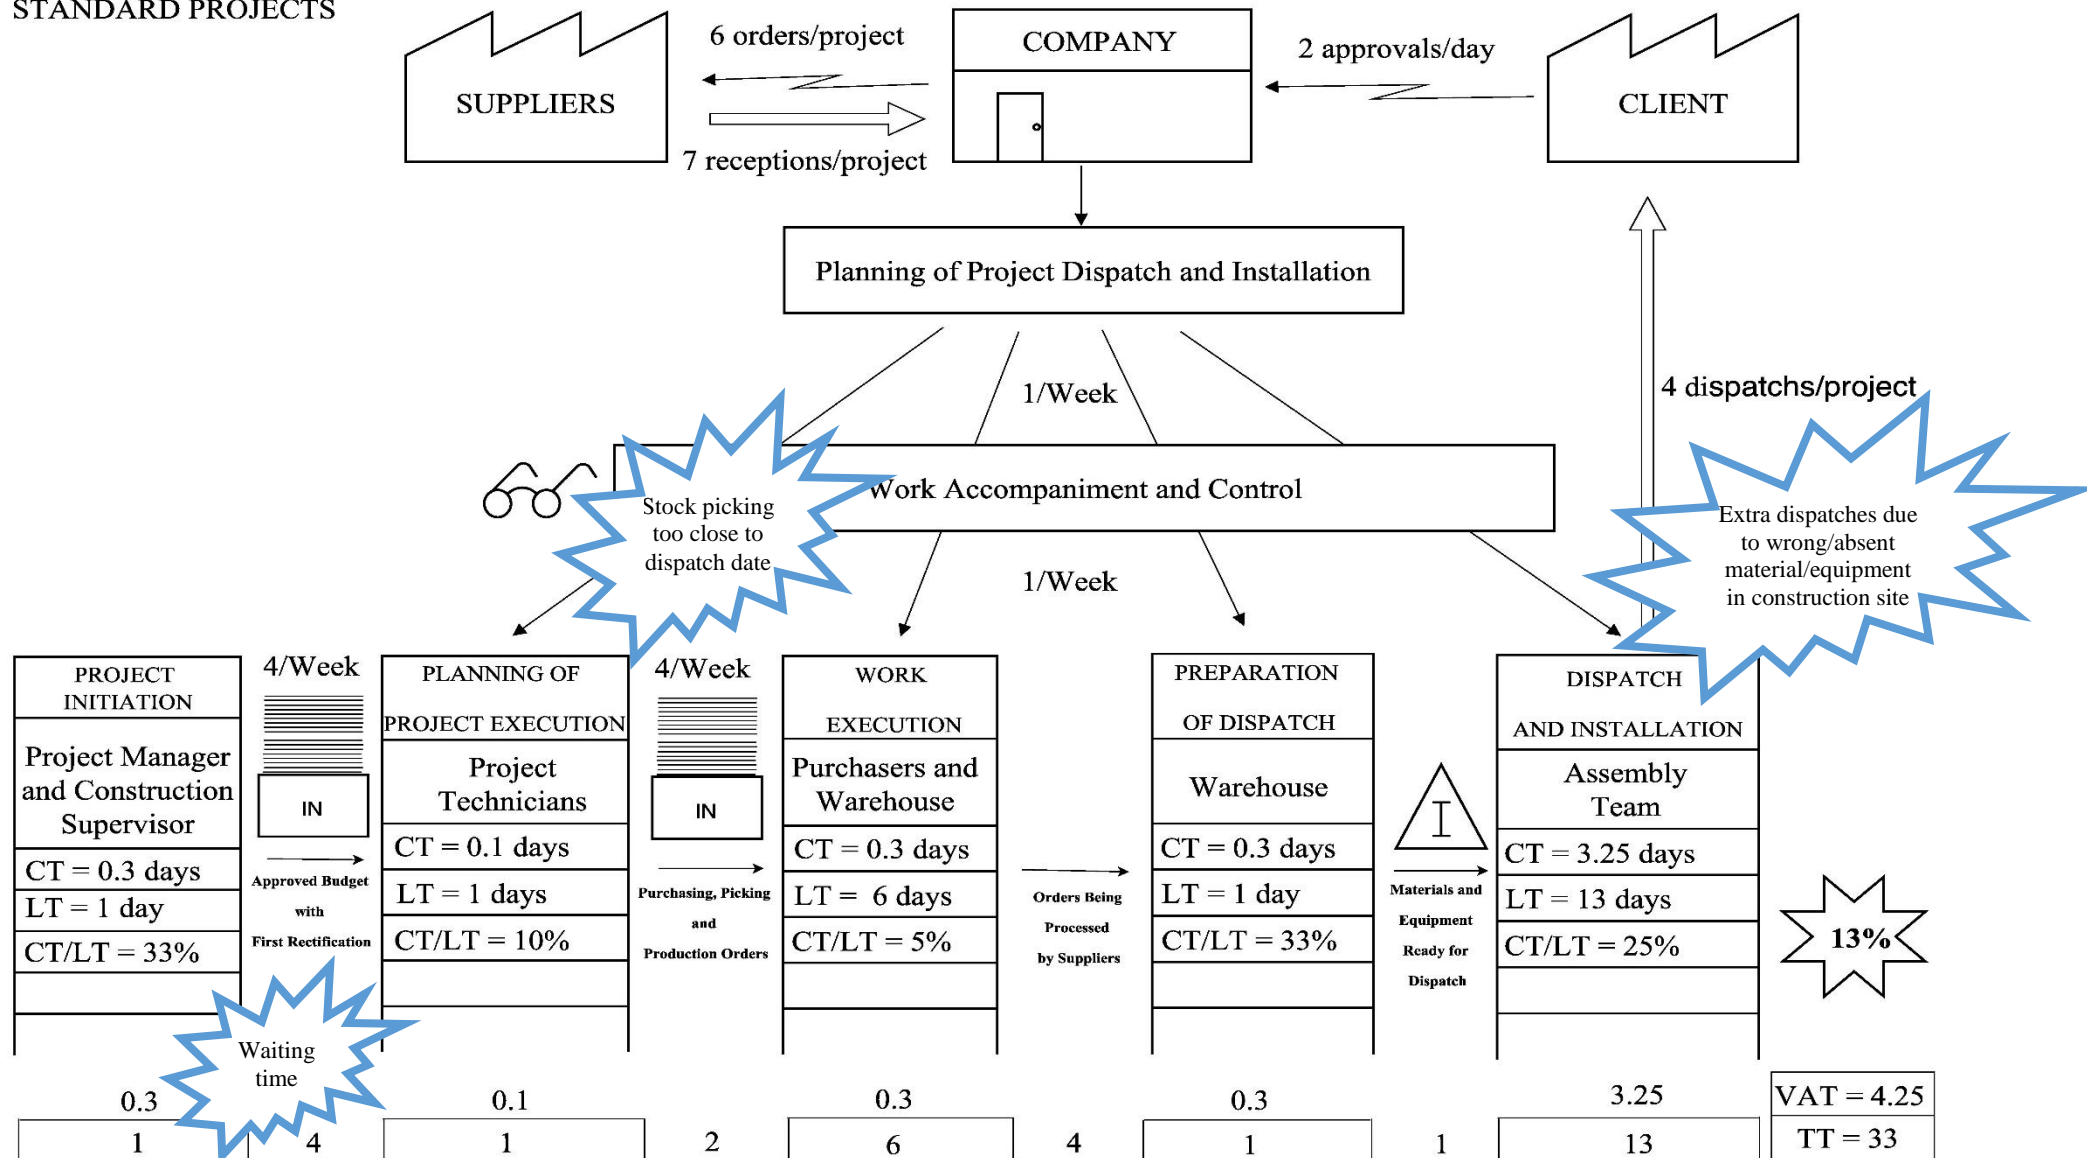 STANDARD PROJECTS
6 orders/project
SUPPLIERS
7 receptions/project
COMPANY
2 approvals/day
CLIENT
Planning of Project Dispatch and Installation
1/Week
4 dispatchs/project
Work Accompaniment and Control
Stock picking
too close to
dispatch date
Extra dispatches due
to wrong/absent
material/equipment
in construction site
1/Week
PROJECT
INITIATION
Project Manager
and Construction
Supervisor
CT = 0.3 days
LT = 1 day
CT/LT = 33%
4/Week
IN
Approved Budget
with
First Rectification
Waiting
time
PLANNING OF
PROJECT EXECUTION
Project
Technicians
CT = 0.1 days
LT = 1 days
CT/LT = 10%
4/Week
IN
Purchasing, Picking
and
Production Orders
WORK
EXECUTION
Purchasers and
Warehouse
CT = 0.3 days
LT = 6 days
CT/LT = 5%
Orders Being
Processed
by Suppliers
PREPARATION
OF DISPATCH
Warehouse
CT = 0.3 days
LT = 1 day
CT/LT = 33%
I
Materials and
Equipment
Ready for
Dispatch
DISPATCH
AND INSTALLATION
Assembly
Team
CT = 3.25 days
LT = 13 days
CT/LT = 25%
13%
0.3 0.1 0.3 0.3 3.25 VAT = 4.25
1 4 1 2 6 4 1 1 13 TT = 33